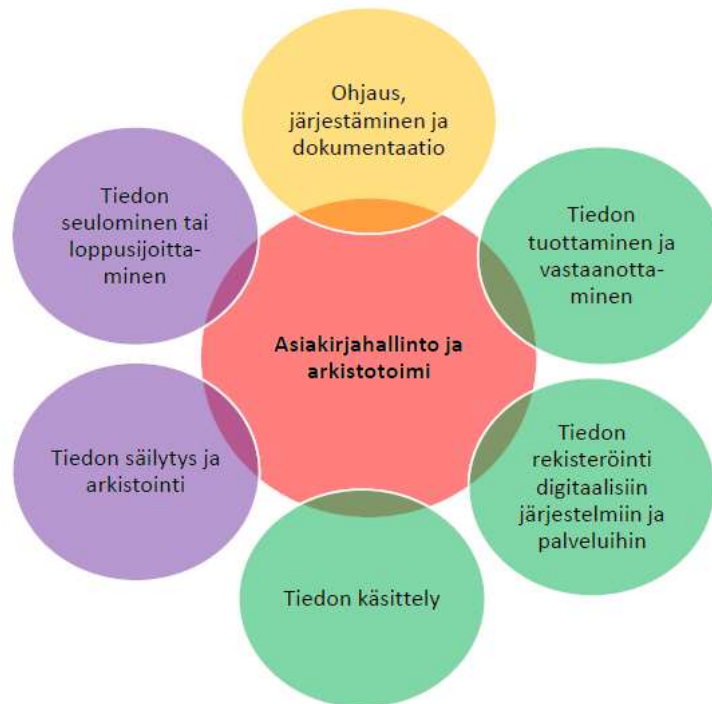 Ohjaus,
järjestäminen ja
dokumentaatio
Tiedon
tuottaminen ja
vastaanotta-
minen
Tiedon
rekisteröinti
digitaalisiin
järjestelmiin ja
palveluihin
Tiedon käsittely
Tiedon säilytys ja
arkistointi
Tiedon
seulominen tai
loppusijoitta-
minen
Asiakirjahallinto ja
arkistotoimi